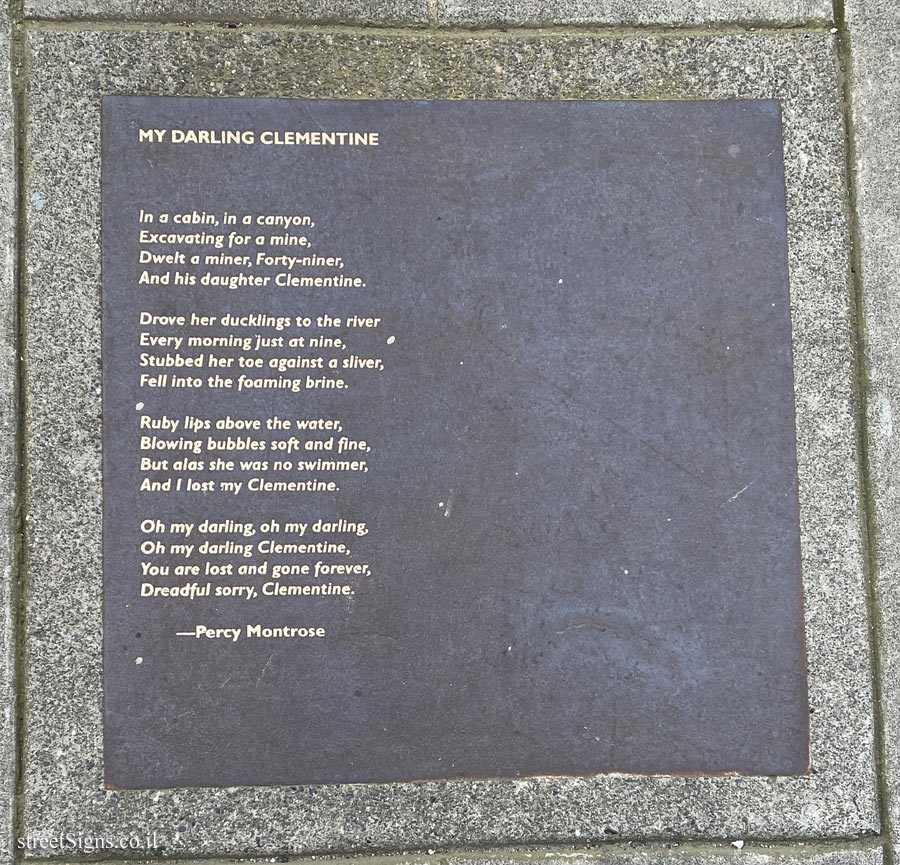 MY DARLING CLEMENTINE
In a cabin, in a canyon,
Excavating for a mine,
Dwelt a miner, Forty-niner,
And his daughter Clementine.
Drove her ducklings to the river
Every morning just at nine,
Stubbed her toe against a sliver,
Fell into the foaming brine.
Ruby lips above the water,
Blowing bubbles soft and fine,
But alas she was no swimmer,
And I lost my Clementine.
Oh my darling, oh my darling,
Oh my darling Clementine,
You are lost and gone forever,
Dreadful sorry, Clementine.
—Percy Montrose
streetSigns.co.il